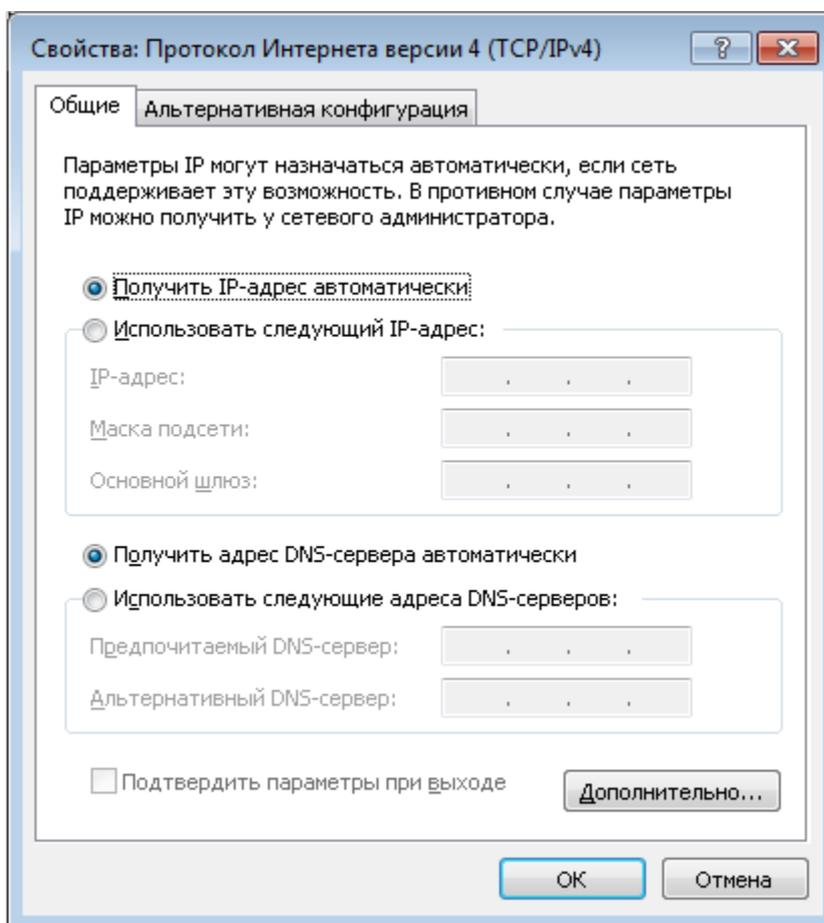 Свойства: Протокол Интернета версии 4 (TCP/IPv4)
Общие
Альтернативная конфигурация
Параметры IP могут назначаться автоматически, если сеть
поддерживает эту возможность. В противном случае параметры
IP можно получить у сетевого администратора.
Получить IP-адрес автоматически
Использовать следующий IP-адрес:
IP-адрес:
Маска подсети:
Основной шлюз:
Получить адрес DNS-сервера автоматически
Использовать следующие адреса DNS-серверов:
Предпочитаемый DNS-сервер:
Альтернативный DNS-сервер:
Подтвердить параметры при выходе
Дополнительно...
ОК
Отмена